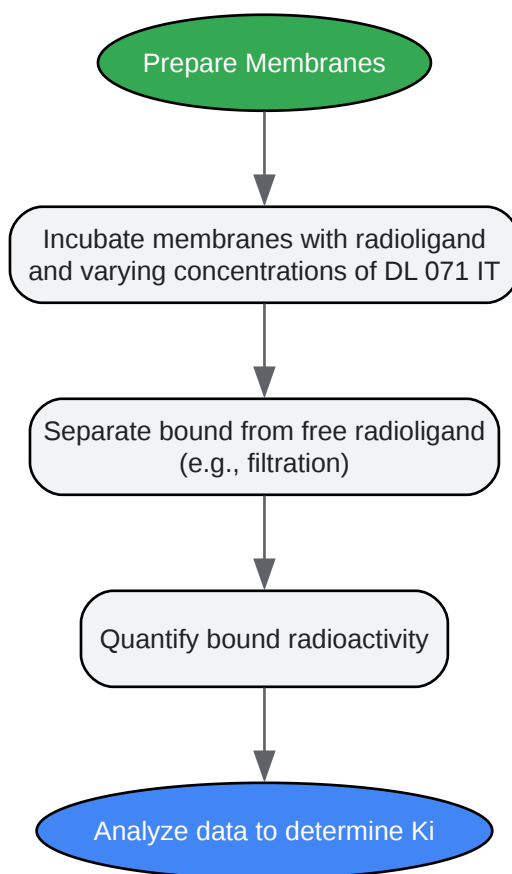 Prepare Membranes
Incubate membranes with radioligand
and varying concentrations of DL 071 IT
Separate bound from free radioligand
(e.g., filtration)
Quantify bound radioactivity
Analyze data to determine Ki